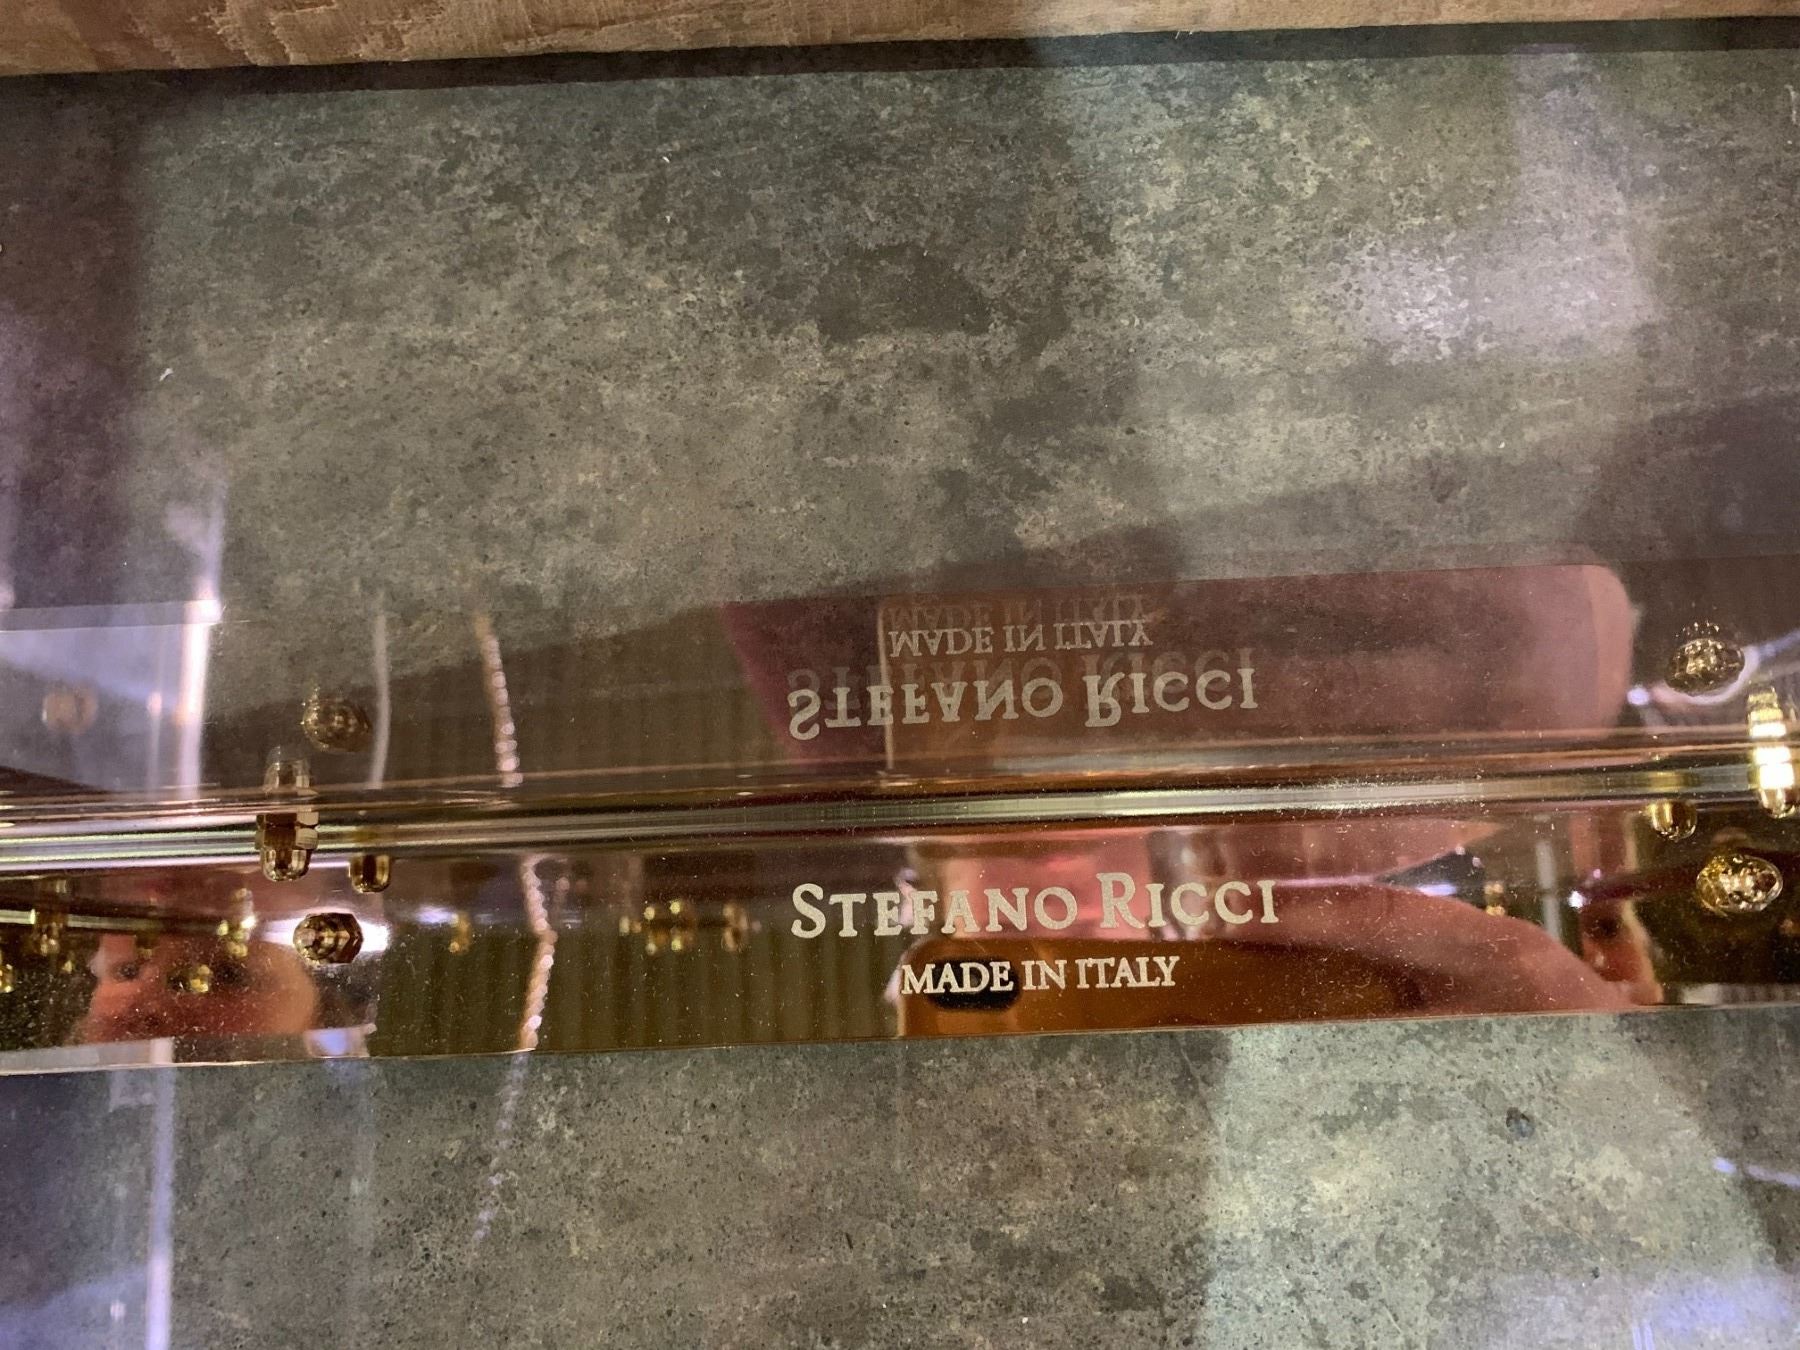 STEFANO RICCI
MADE IN ITALY